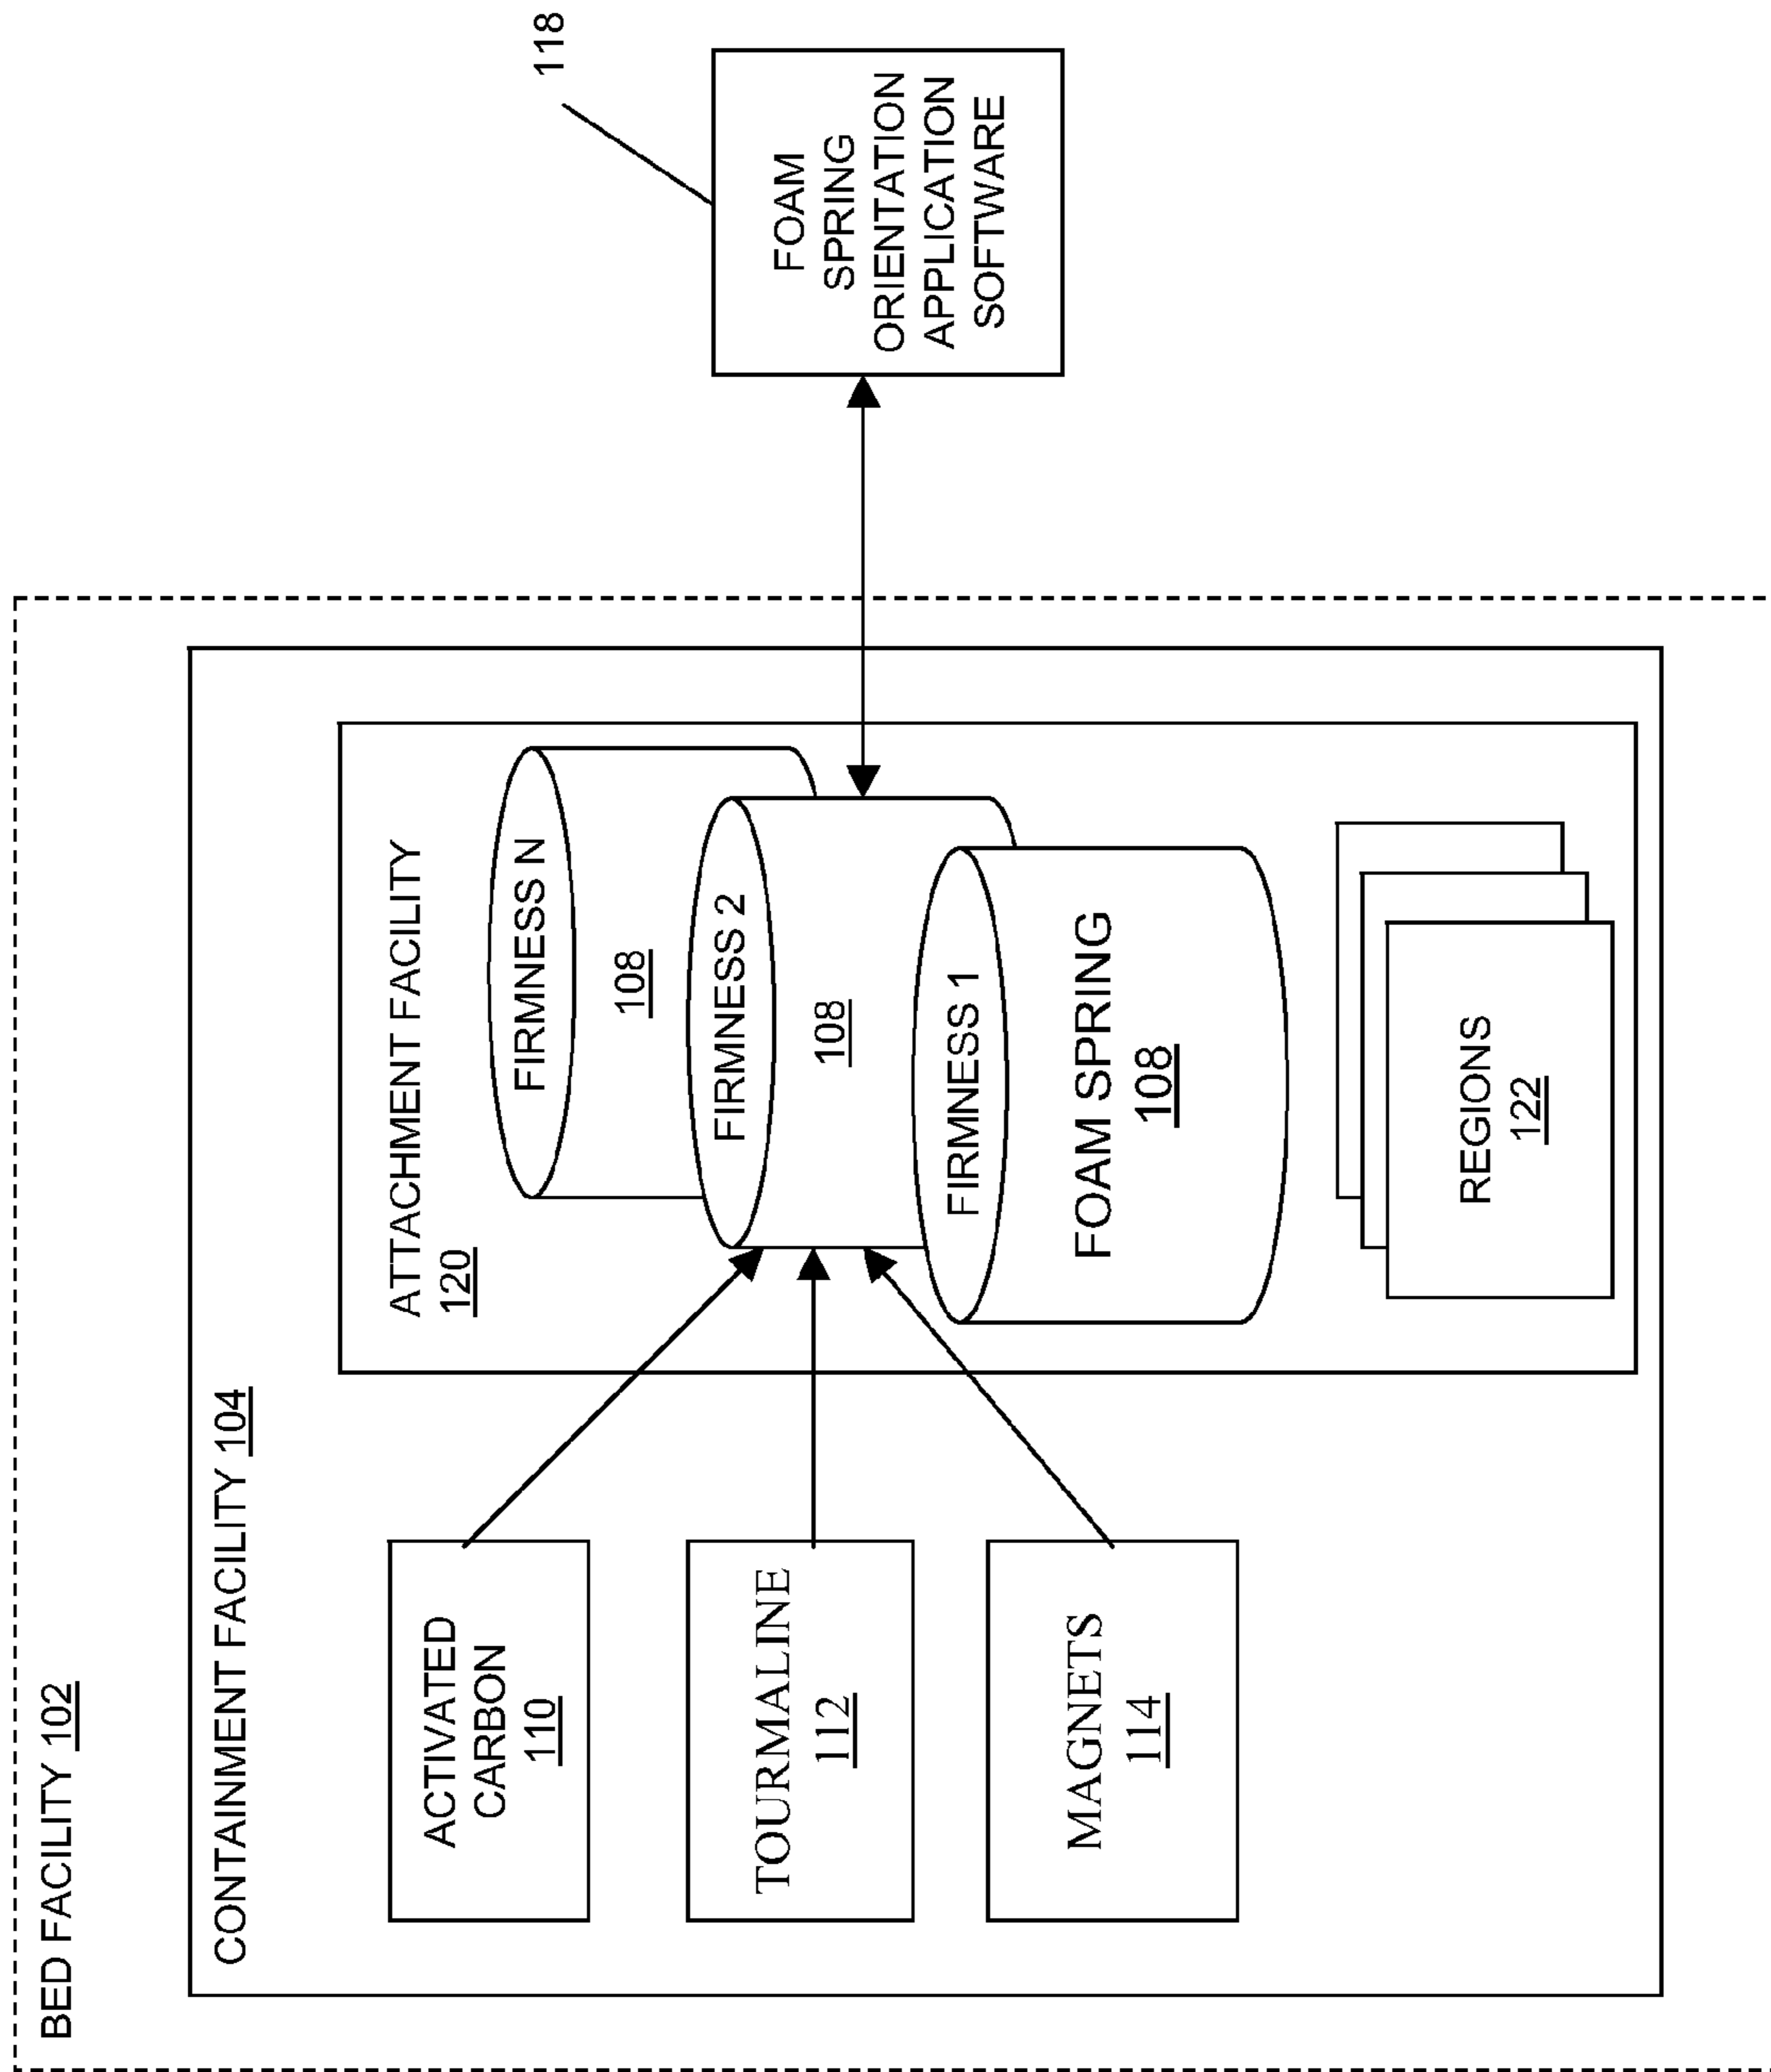 BED FACILITY 102
CONTAINMENT FACILITY 104
ACTIVATED
CARBON
110
TOURMALINE
112
MAGNETS
114
ATTACHMENT FACILITY
120
FIRMNESS N
108
FIRMNESS 2
108
FIRMNESS 1
FOAM SPRING
108
REGIONS
122
118
FOAM
SPRING
ORIENTATION
APPLICATION
SOFTWARE